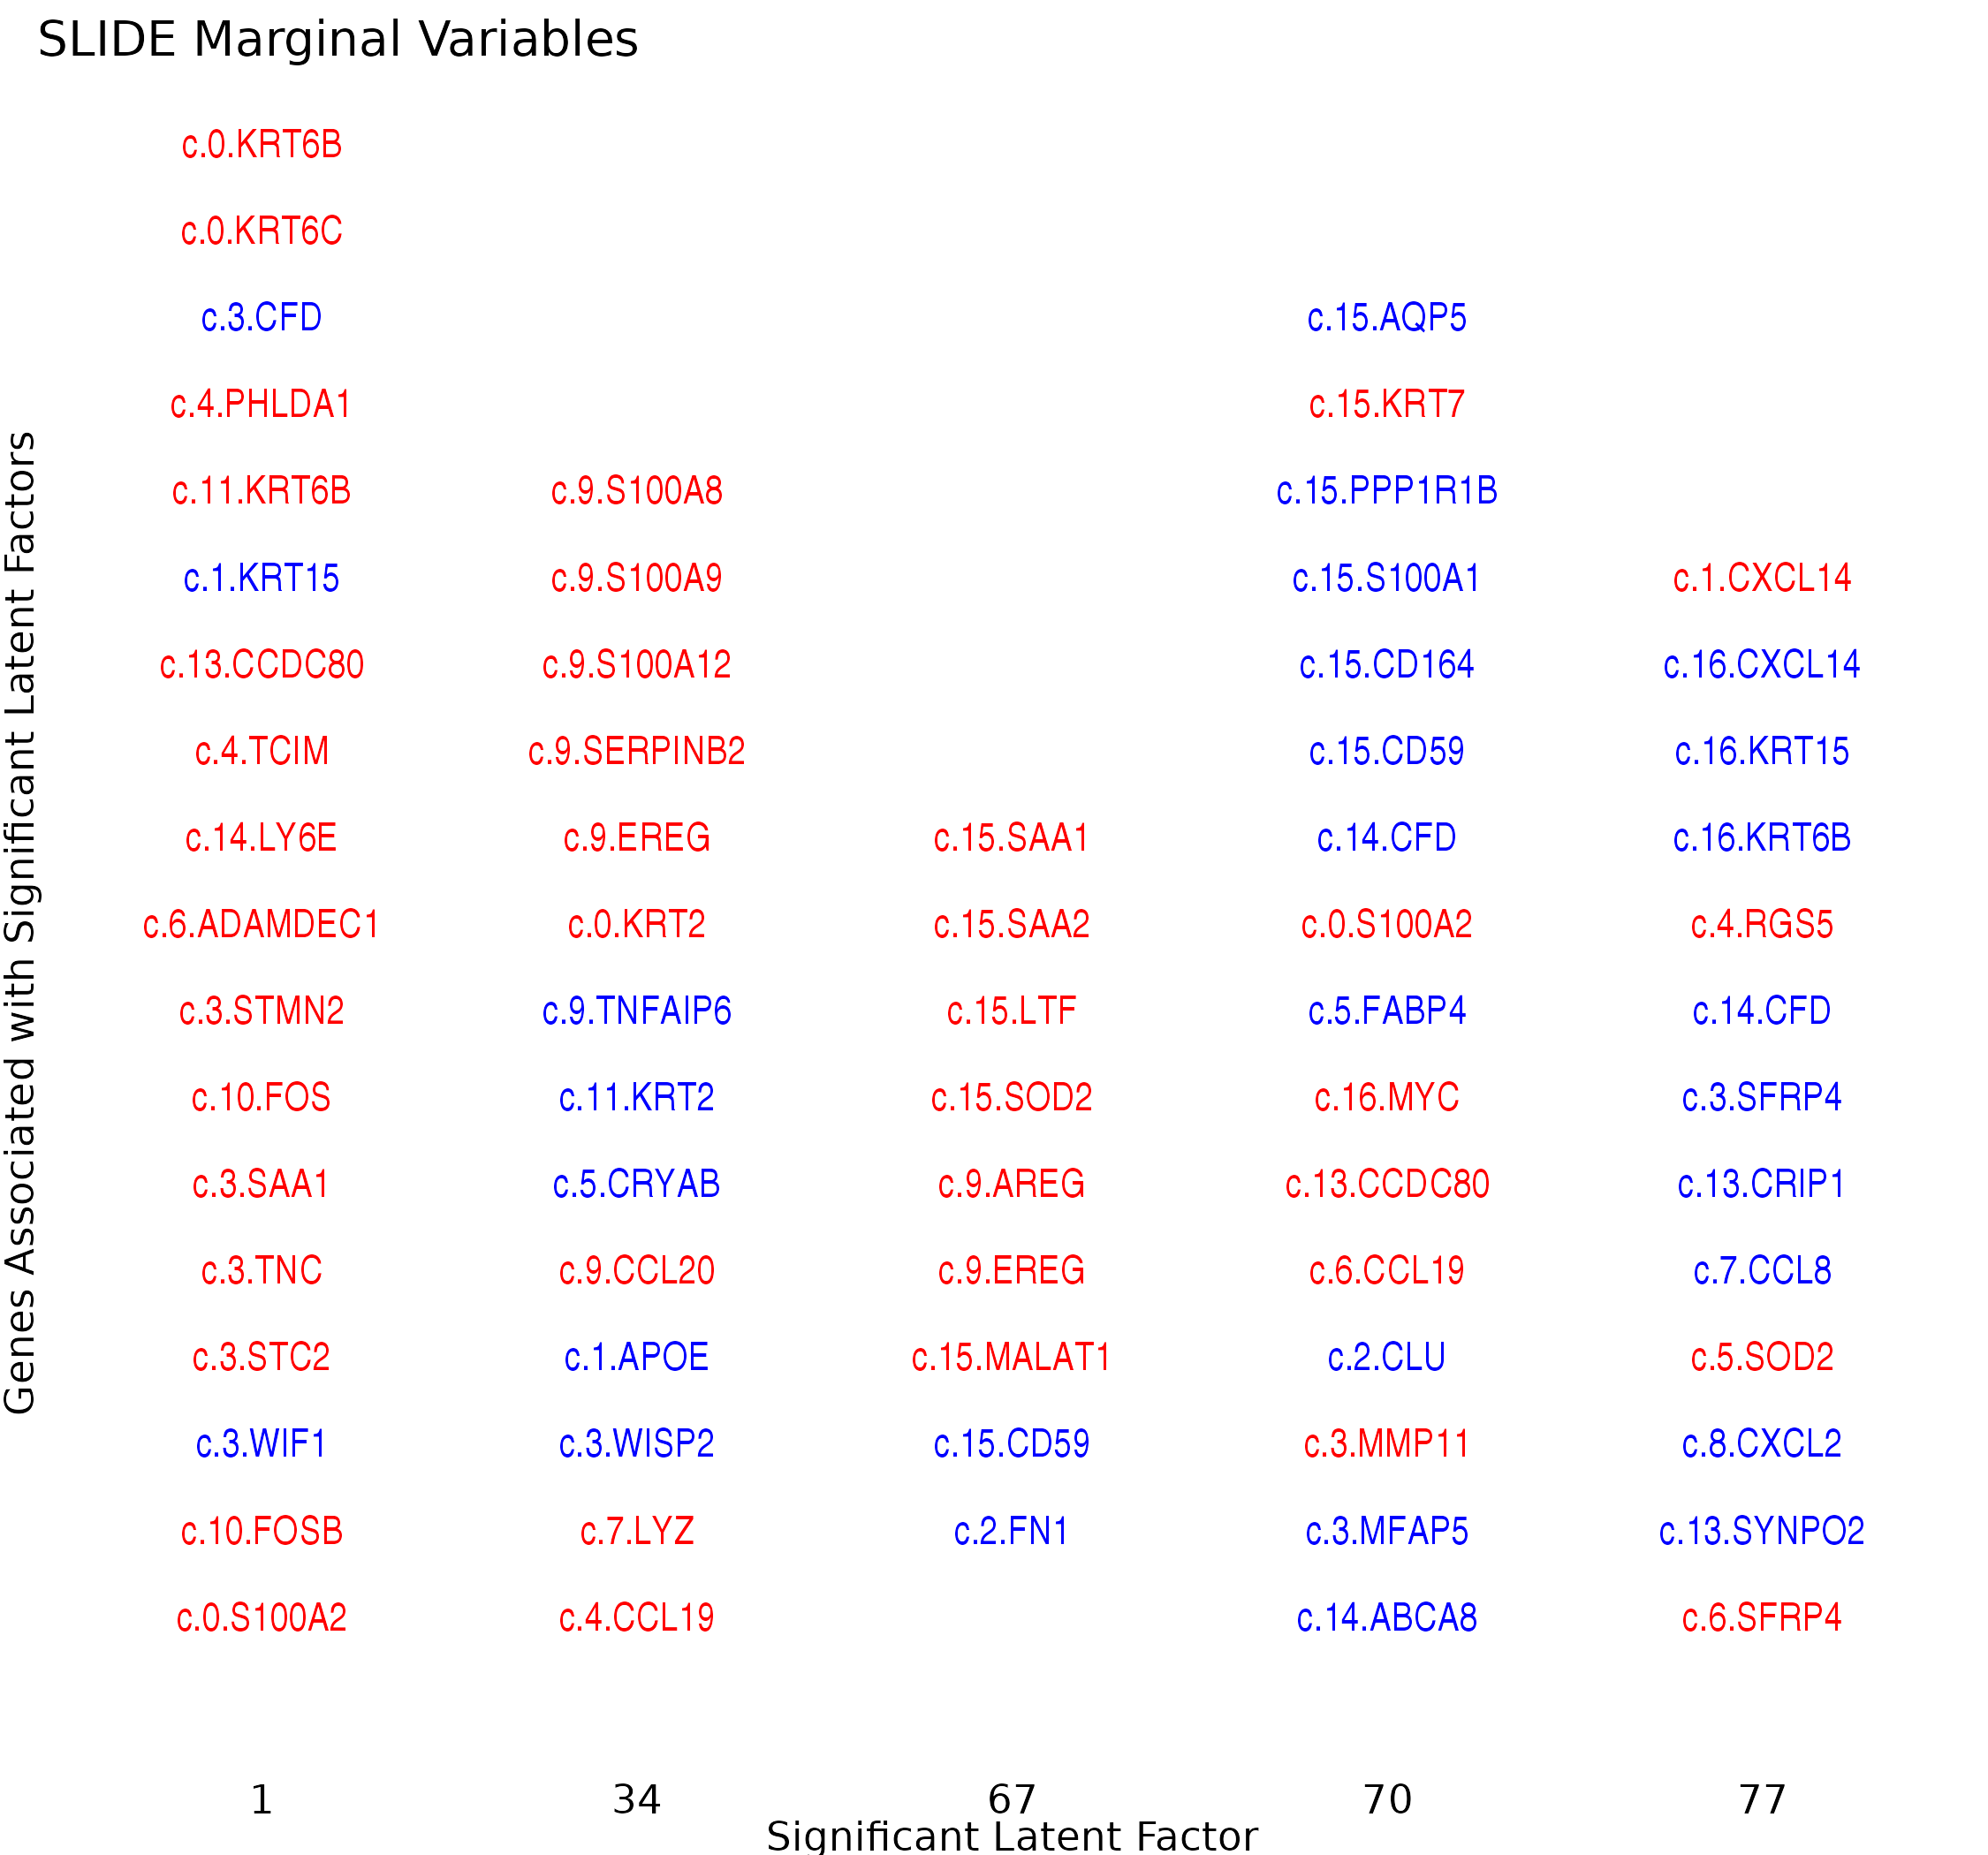 SLIDE Marginal Variables
Genes Associated with Significant Latent Factors
c.0.KRT6B
c.0.KRT6C
c.3.CFD c.15.AQP5
c.4.PHLDA1 c.15.KRT7
c.11.KRT6B c.9.S100A8 c.15.PPP1R1B
c.1.KRT15 c.9.S100A9 c.15.S100A1 c.1.CXCL14
c.13.CCDC80 c.9.S100A12 c.15.CD164 c.16.CXCL14
c.4.TCIM c.9.SERPINB2 c.15.CD59 c.16.KRT15
c.14.LY6E c.9.EREG c.15.SAA1 c.14.CFD c.16.KRT6B
c.6.ADAMDEC1 c.0.KRT2 c.15.SAA2 c.0.S100A2 c.4.RGS5
c.3.STMN2 c.9.TNFAIP6 c.15.LTF c.5.FABP4 c.14.CFD
c.10.FOS c.11.KRT2 c.15.SOD2 c.16.MYC c.3.SFRP4
c.3.SAA1 c.5.CRYAB c.9.AREG c.13.CCDC80 c.13.CRIP1
c.3.TNC c.9.CCL20 c.9.EREG c.6.CCL19 c.7.CCL8
c.3.STC2 c.1.APOE c.15.MALAT1 c.2.CLU c.5.SOD2
c.3.WIF1 c.3.WISP2 c.15.CD59 c.3.MMP11 c.8.CXCL2
c.10.FOSB c.7.LYZ c.2.FN1 c.3.MFAP5 c.13.SYNPO2
c.0.S100A2 c.4.CCL19 c.14.ABCA8 c.6.SFRP4
1 34 67 70 77
Significant Latent Factor